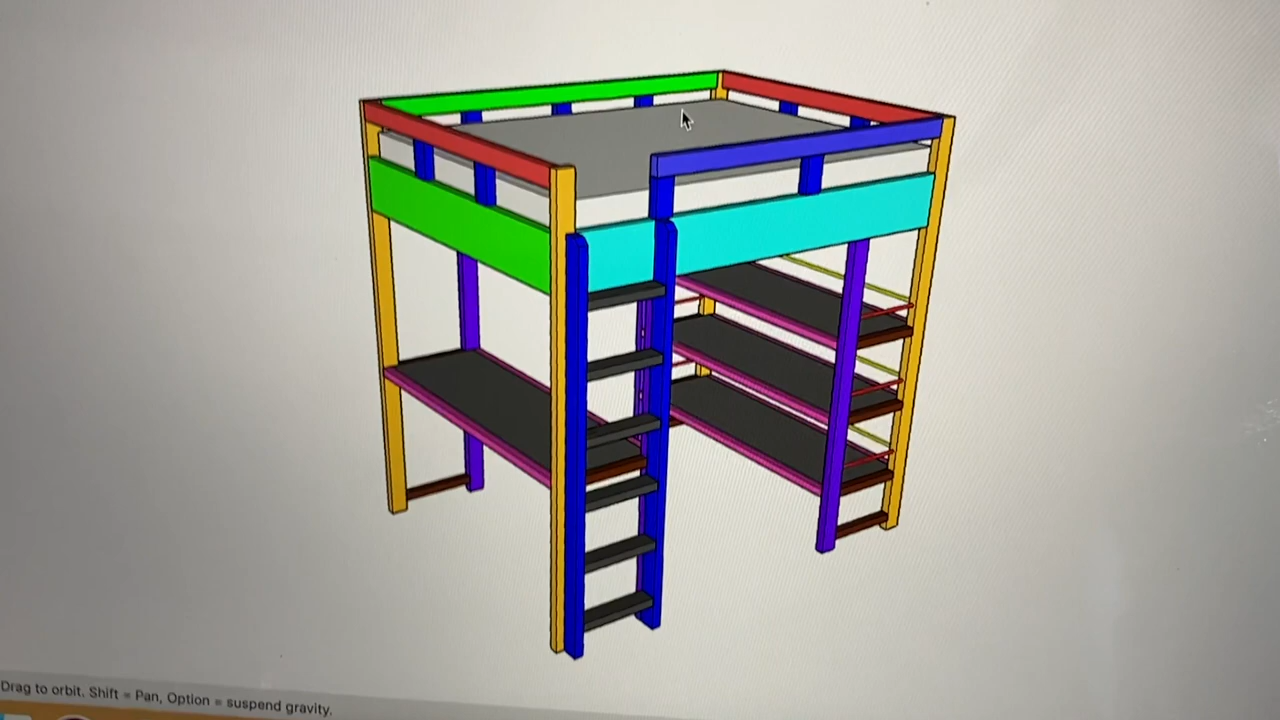 Drag to orbit. Shift = Pan, Option = suspend gravity.